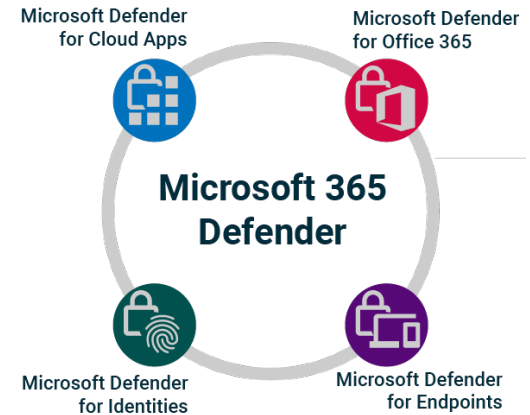 Microsoft Defender
for Cloud Apps
Microsoft Defender
for Office 365
Microsoft 365
Defender
Microsoft Defender
for Identities
Microsoft Defender
for Endpoints